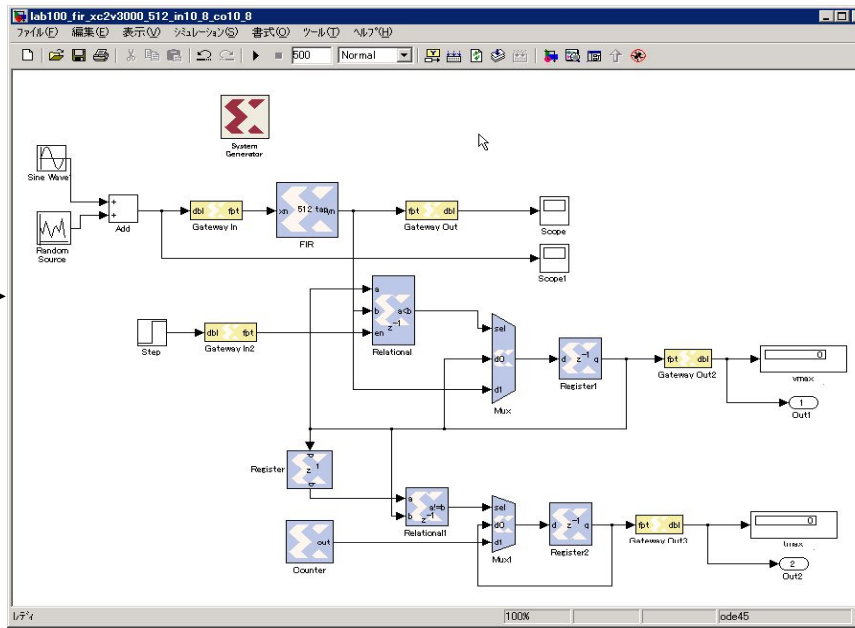 lab100_fir_xc2v3000_512_in10_8_co10_8
ファイル(F) 編集(E) 表示(V) シミュレーション(S) 書式(O) ツール(T) ヘルプ(H)
500 Normal
System
Generator
Sine Wave
Random
Source
+
+
Add
dbl fpt
Gateway In
xn 512 tap yn
FIR
fpt dbl
Gateway Out
Scope
Scope1
Step
dbl fpt
Gateway In2
a
b
en
a<b
z-1
Relational
sel
d0
d1
Mux
d z-1 q
Register1
fpt dbl
Gateway Out2
0
vmax
1
Out1
Register
z-1
a
b
a!=b
z-1
Relational1
out
Counter
sel
d0
d1
Mux1
d z-1 q
Register2
fpt dbl
Gateway Out3
0
tmax
2
Out2
レディ 100% ode45